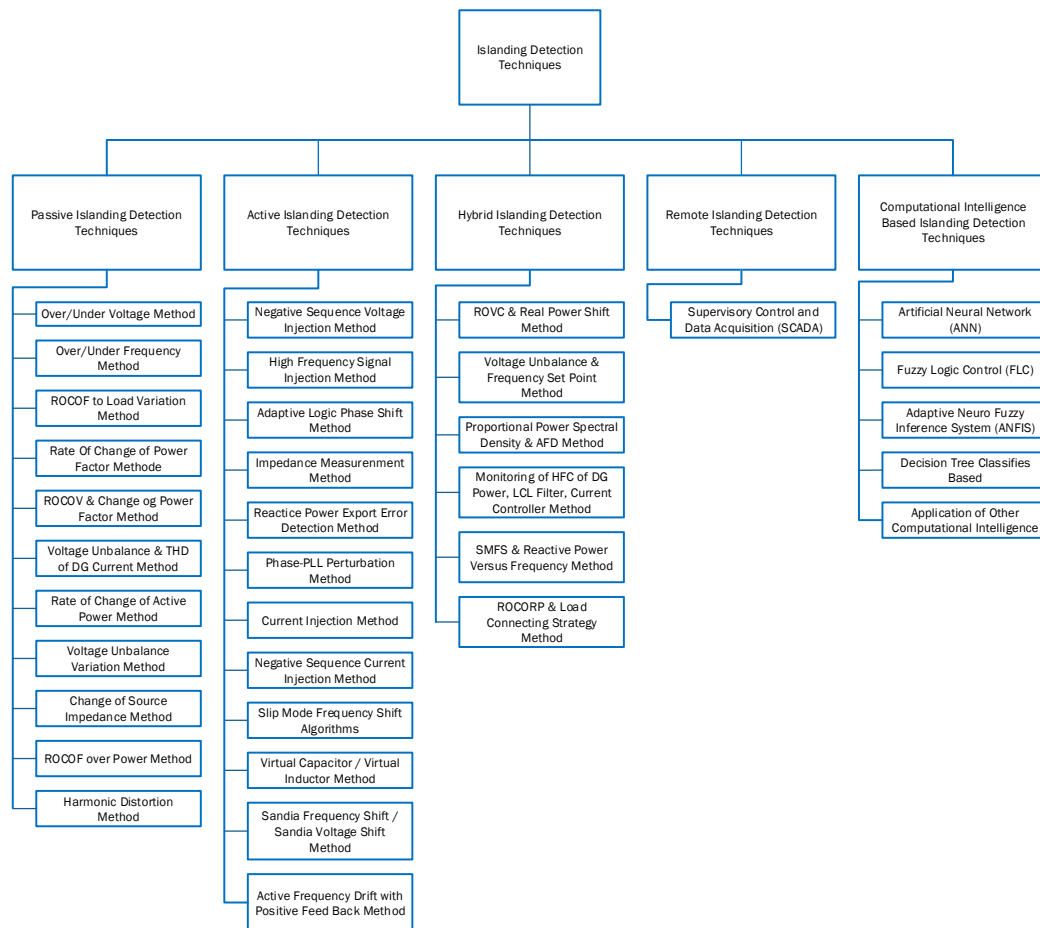 Islanding Detection
Techniques
Passive Islanding Detection
Techniques
Active Islanding Detection
Techniques
Hybrid Islanding Detection
Techniques
Remote Islanding Detection
Techniques
Computational Intelligence
Based Islanding Detection
Techniques
Over/Under Voltage Method
Over/Under Frequency
Method
ROCOF to Load Variation
Method
Rate Of Change of Power
Factor Methode
ROCOV & Change og Power
Factor Method
Voltage Unbalance & THD
of DG Current Method
Rate of Change of Active
Power Method
Voltage Unbalance
Variation Method
Change of Source
Impedance Method
ROCOF over Power Method
Harmonic Distortion
Method
Negative Sequence Voltage
Injection Method
High Frequency Signal
Injection Method
Adaptive Logic Phase Shift
Method
Impedance Measurenment
Method
Reactice Power Export Error
Detection Method
Phase-PLL Perturbation
Method
Current Injection Method
Negative Sequence Current
Injection Method
Slip Mode Frequency Shift
Algorithms
Virtual Capacitor / Virtual
Inductor Method
Sandia Frequency Shift /
Sandia Voltage Shift
Method
Active Frequency Drift with
Positive Feed Back Method
ROVC & Real Power Shift
Method
Voltage Unbalance &
Frequency Set Point
Method
Proportional Power Spectral
Density & AFD Method
Monitoring of HFC of DG
Power, LCL Filter, Current
Controller Method
SMFS & Reactive Power
Versus Frequency Method
ROCORP & Load
Connecting Strategy
Method
Supervisory Control and
Data Acquisition (SCADA)
Artificial Neural Network
(ANN)
Fuzzy Logic Control (FLC)
Adaptive Neuro Fuzzy
Inference System (ANFIS)
Decision Tree Classifies
Based
Application of Other
Computational Intelligence